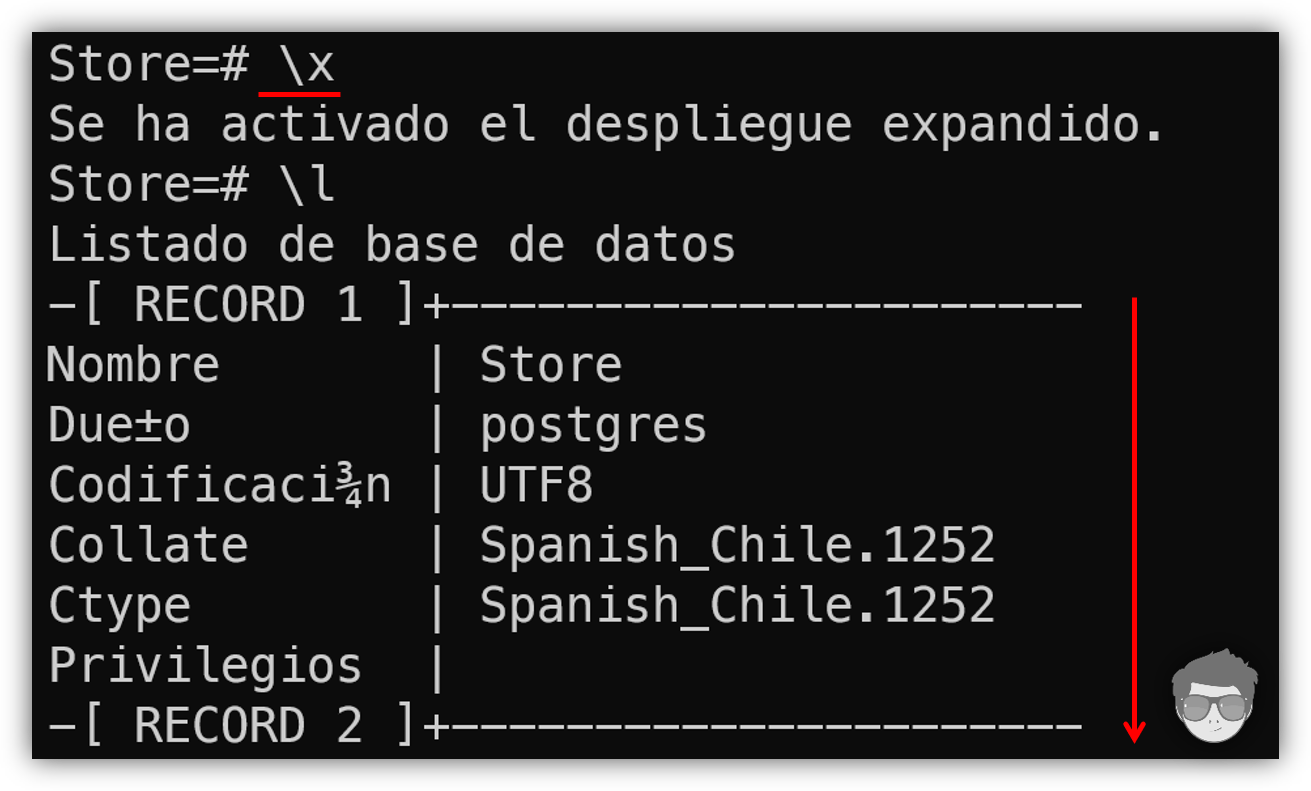 Store=# \x
Se ha activado el despliegue expandido.
Store=# \l
Listado de base de datos
-[ RECORD 1 ]+----------------------
Nombre       | Store
Due±o        | postgres
Codificaci¾n | UTF8
Collate      | Spanish_Chile.1252
Ctype        | Spanish_Chile.1252
Privilegios  |
-[ RECORD 2 ]+----------------------